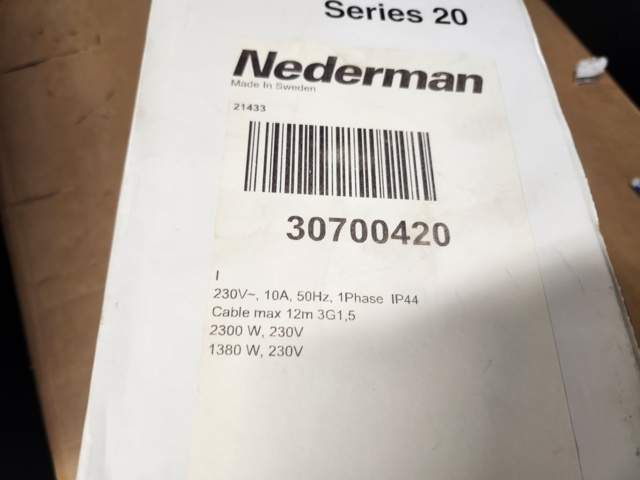 Series 20
Nederman
Made In Sweden
21433
30700420
I
230V~, 10A, 50Hz, 1Phase IP44
Cable max 12m 3G1,5
2300 W, 230V
1380 W, 230V